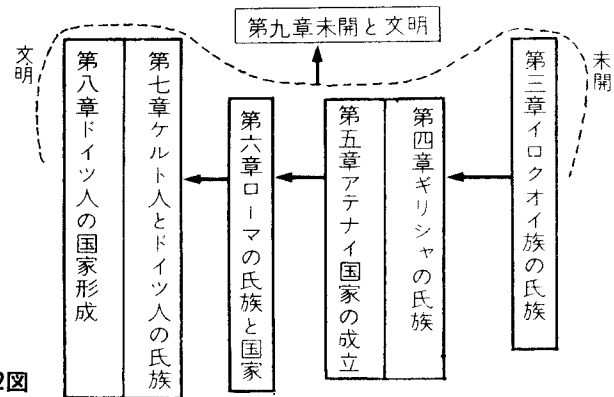 第九章未開と文明
未開
第三章イロクオイ族の氏族
第四章ギリシャの氏族
第五章アテナイ国家の成立
第六章ローマの氏族と国家
第七章ケルト人とドイツ人の氏族
第八章ドイツ人の国家形成
文明
2図